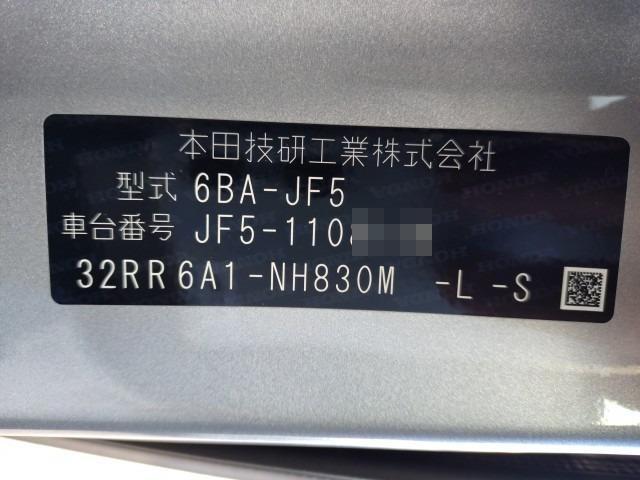 本田技研工業株式会社
型式 6BA-JF5
車台番号 JF5-110
32RR6A1-NH830M -L -S